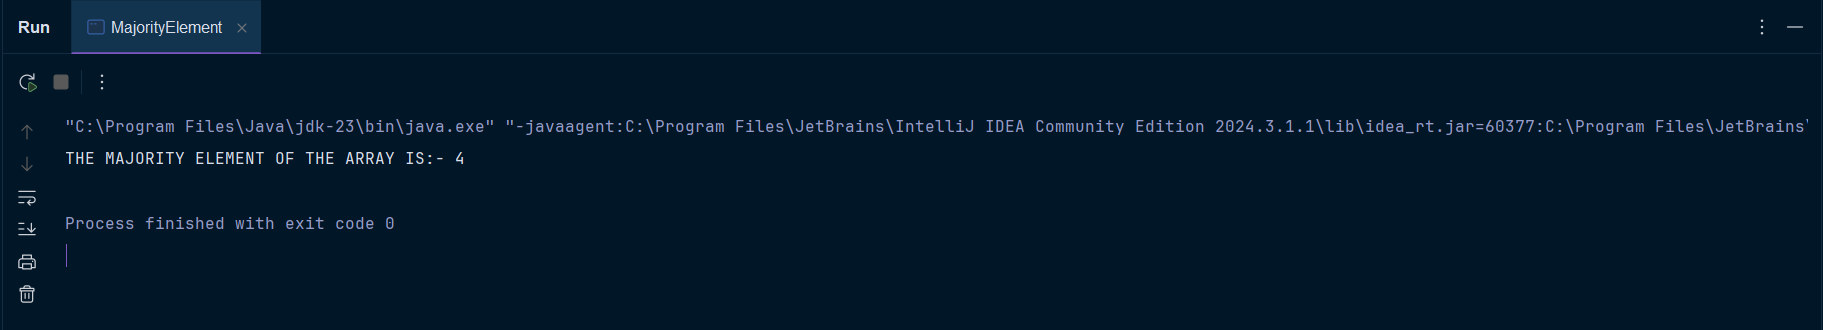 Run MajorityElement
"C:\Program Files\Java\jdk-23\bin\java.exe" "-javaagent:C:\Program Files\JetBrains\IntelliJ IDEA Community Edition 2024.3.1.1\lib\idea_rt.jar=60377:C:\Program Files\JetBrains\
THE MAJORITY ELEMENT OF THE ARRAY IS:- 4
Process finished with exit code 0